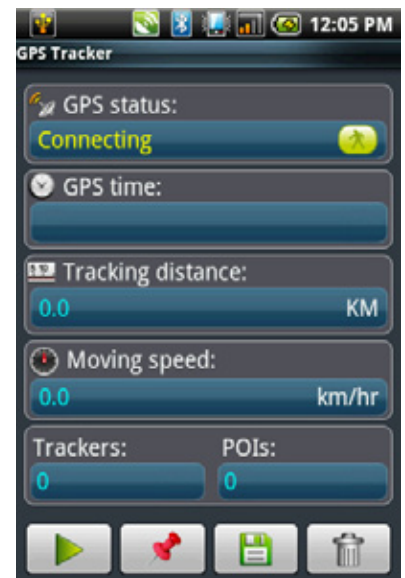 12:05 PM
GPS Tracker
GPS status:
Connecting
GPS time:
Tracking distance:
0.0 KM
Moving speed:
0.0 km/hr
Trackers: POIs:
0 0